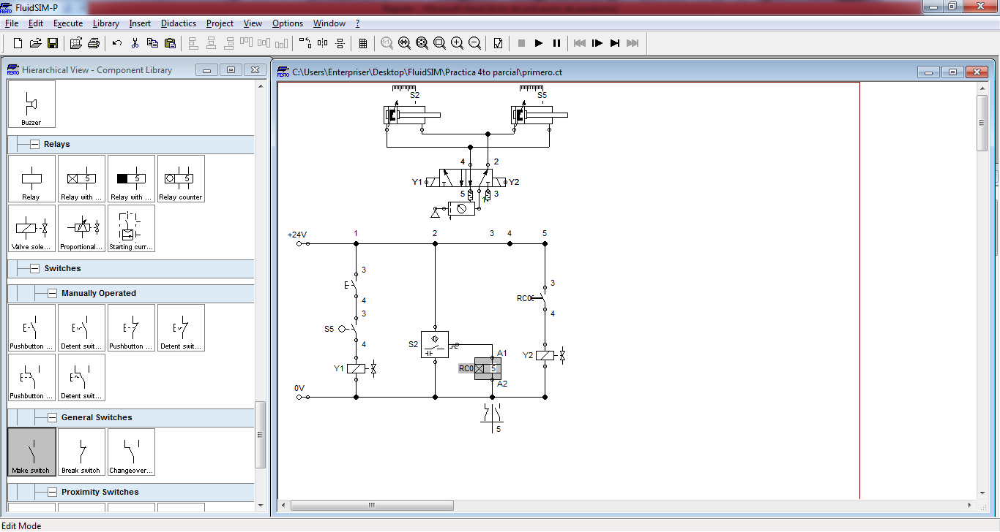 FluidSIM-P
FESTO
File Edit Execute Library Insert Didactics Project View Options Window ?
FESTO Hierarchical View - Component Library
Buzzer
Relays
5 5 5
Relay Relay with ... Relay with ... Relay counter
Valve sole... Proportional... Starting curr...
Switches
Manually Operated
Pushbutton ... Detent swit... Pushbutton ... Detent swit...
Pushbutton ... Detent swit...
General Switches
Make switch Break switch Changeover...
Proximity Switches
FESTO C:\Users\Enterpriser\Desktop\FluidSIM\Practica 4to parcial\primero.ct
S2 S5
4 2
Y1 Y2
5 1 3
+24V 1 2 3 4 5
3
4
3
S5
4
Y1
S2
A1
RC0 5
A2
3
RC0
4
Y2
0V
5
Edit Mode